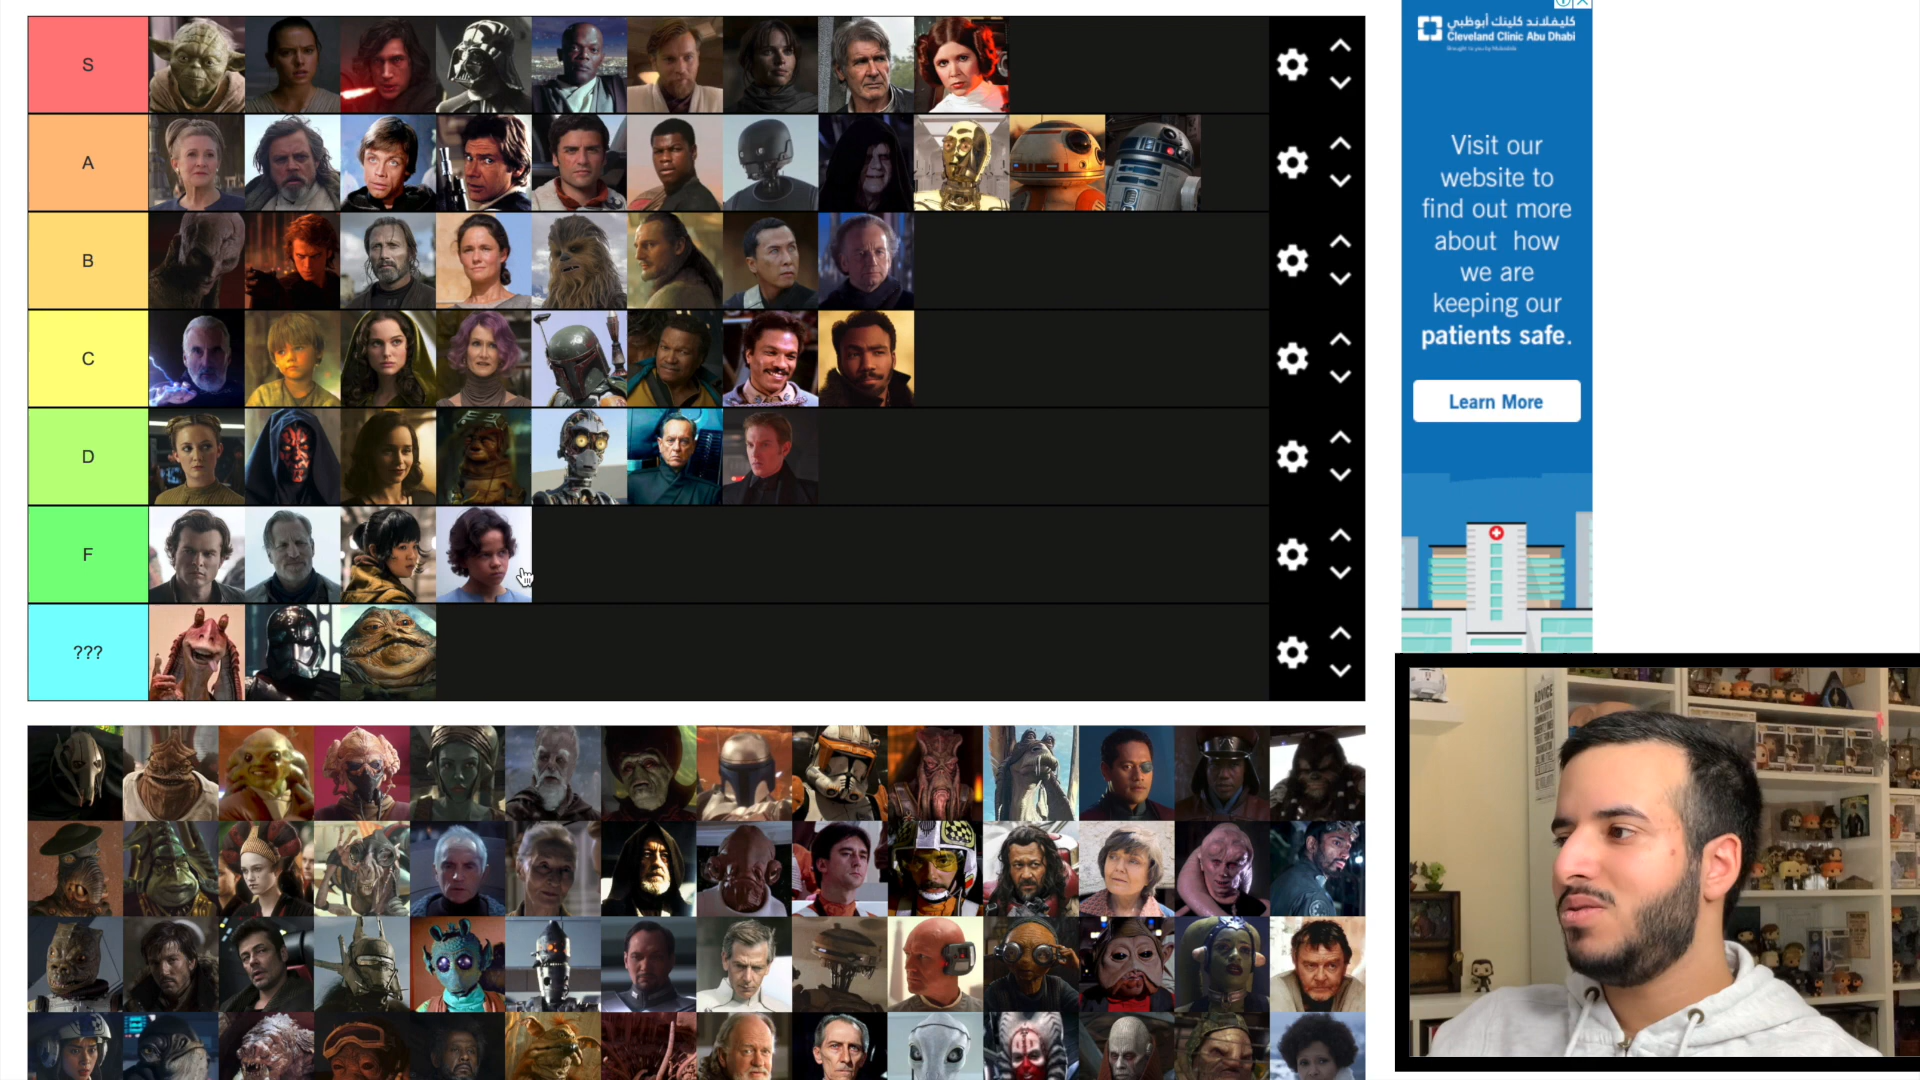 S
A
B
C
D
F
???
كليفلاند كلينك أبوظبي
Cleveland Clinic Abu Dhabi
Visit our
website to
find out more
about how
we are
keeping our
patients safe.
Learn More
ADVICE